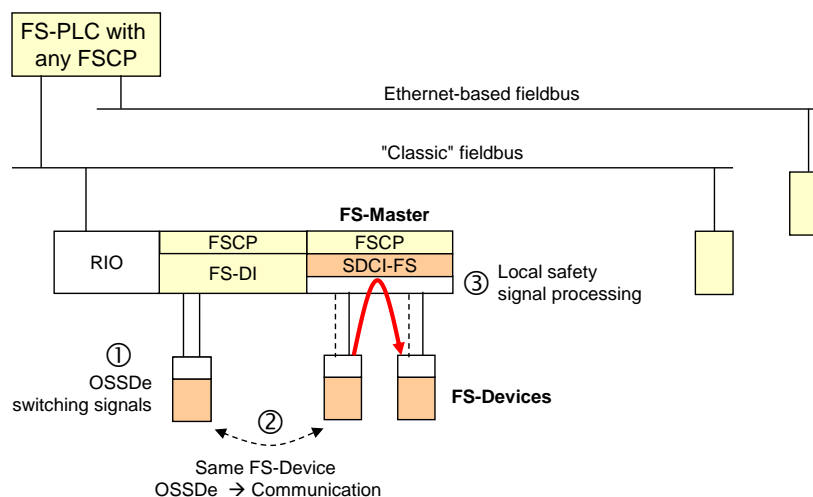 FS-PLC with
any FSCP
Ethernet-based fieldbus
"Classic" fieldbus
FS-Master
RIO
FSCP
FS-DI
FSCP
SDCI-FS
③ Local safety
signal processing
①
OSSDe
switching signals
②
FS-Devices
Same FS-Device
OSSDe → Communication